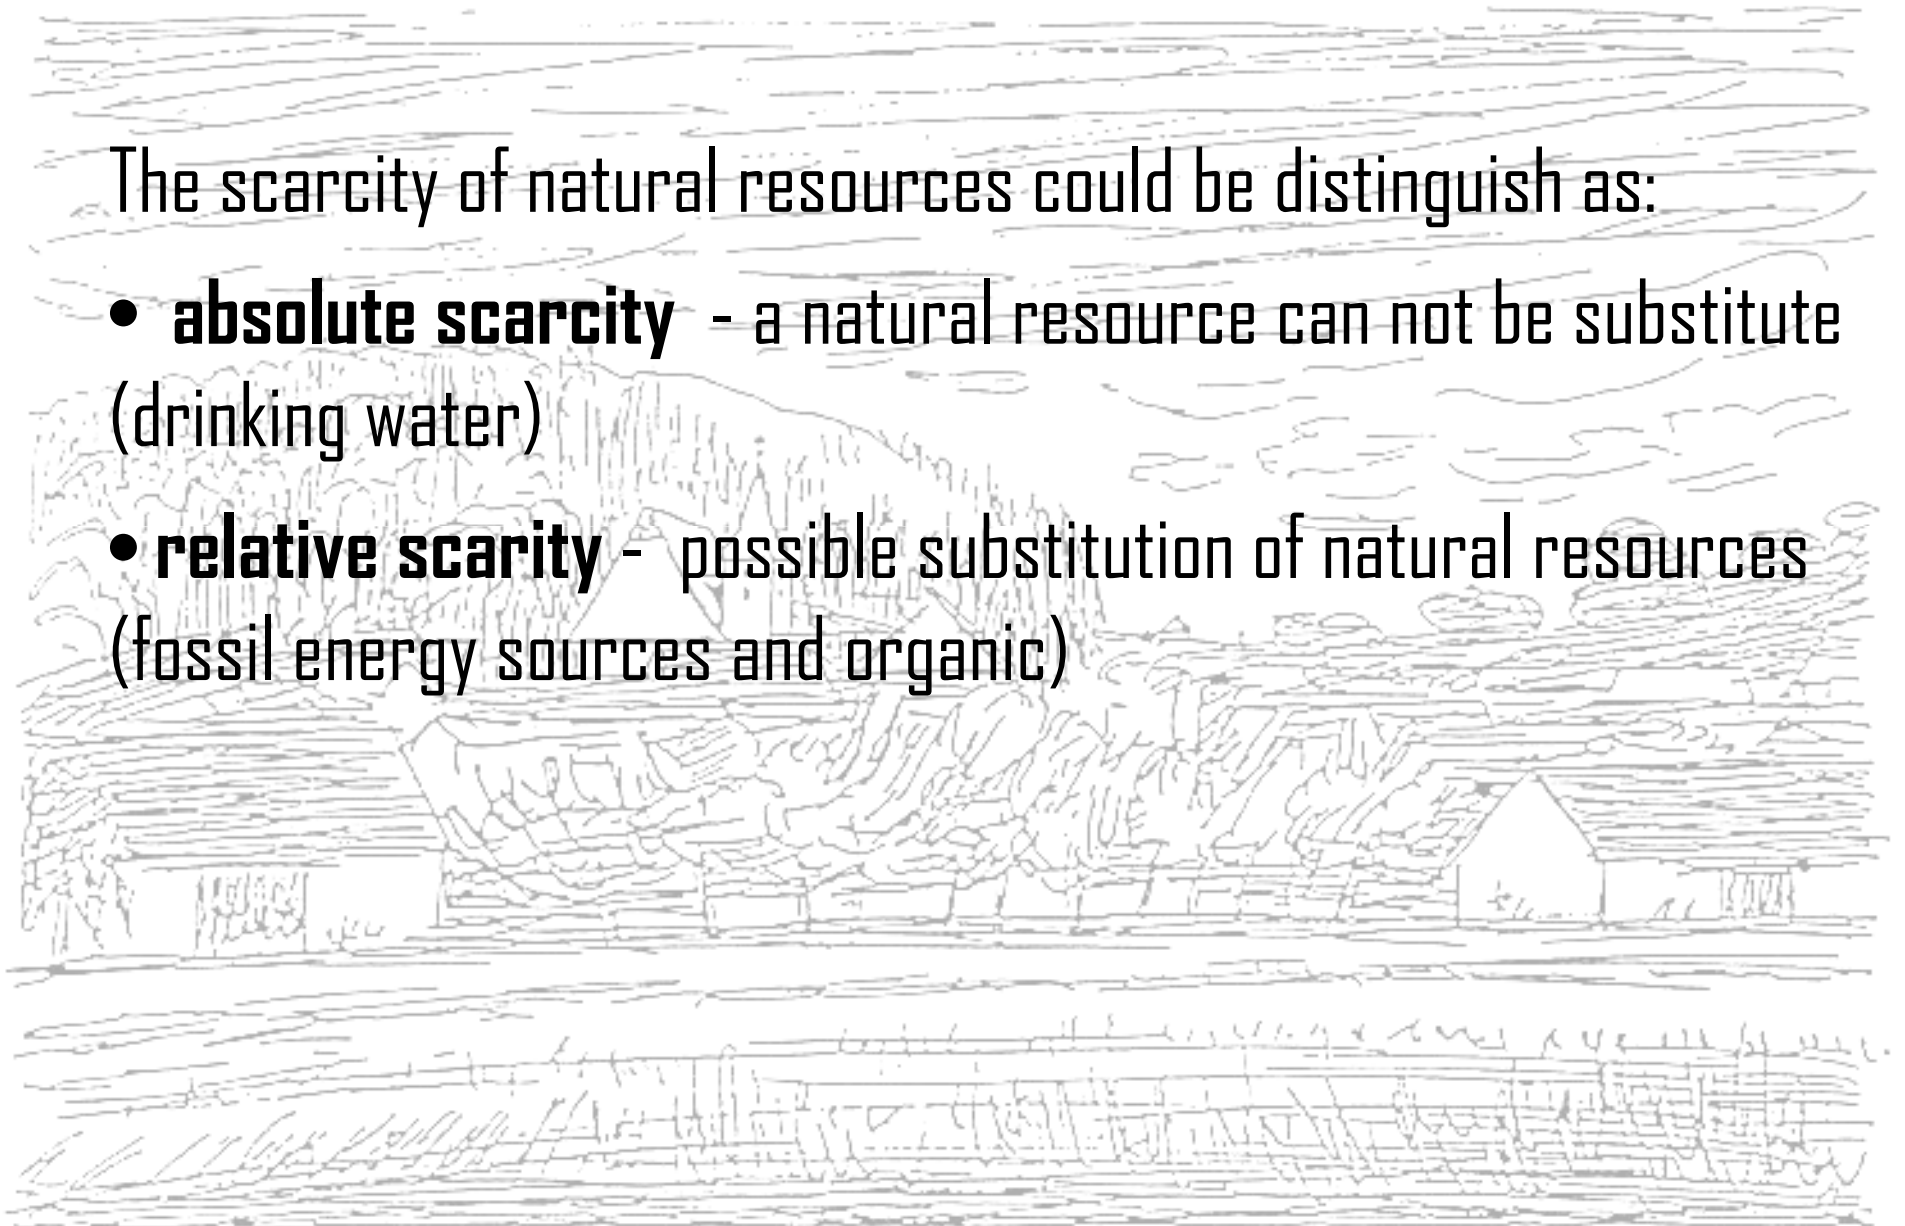 The scarcity of natural resources could be distinguish as:
• absolute scarcity - a natural resource can not be substitute
(drinking water)
• relative scarity - possible substitution of natural resources
(fossil energy sources and organic)